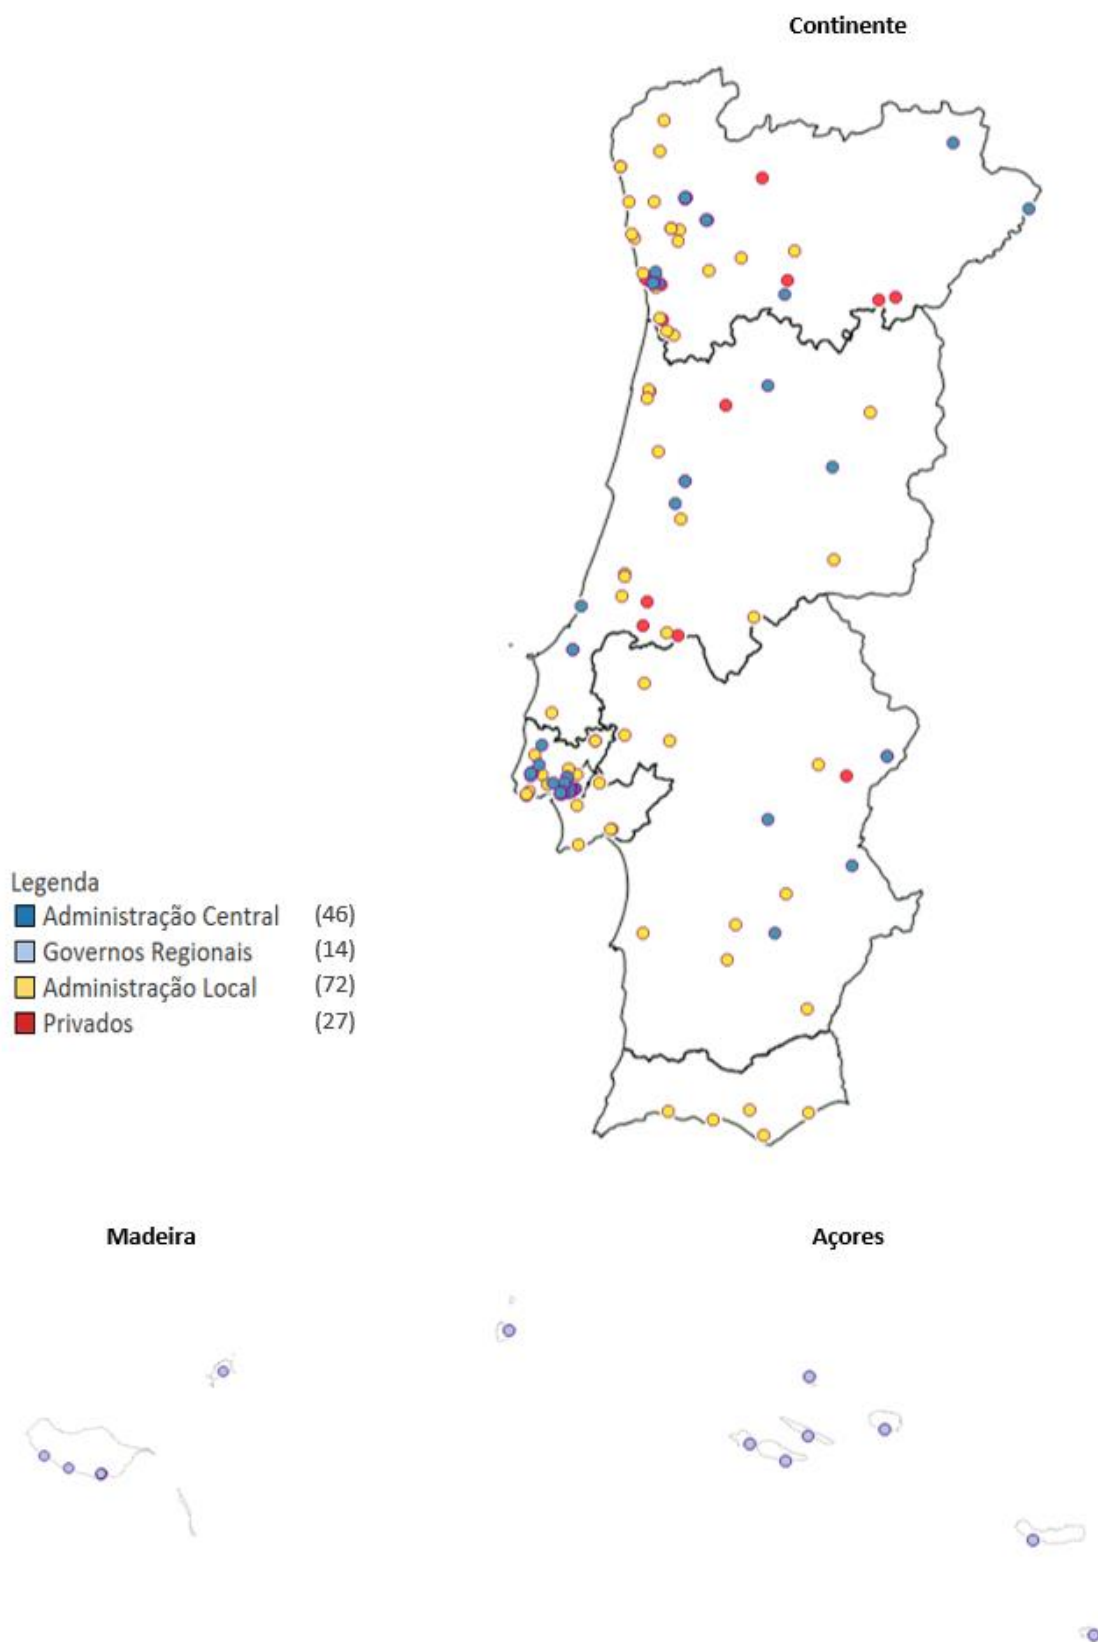 Continente
Legenda
Administração Central (46)
Governos Regionais (14)
Administração Local (72)
Privados (27)
Madeira
Açores